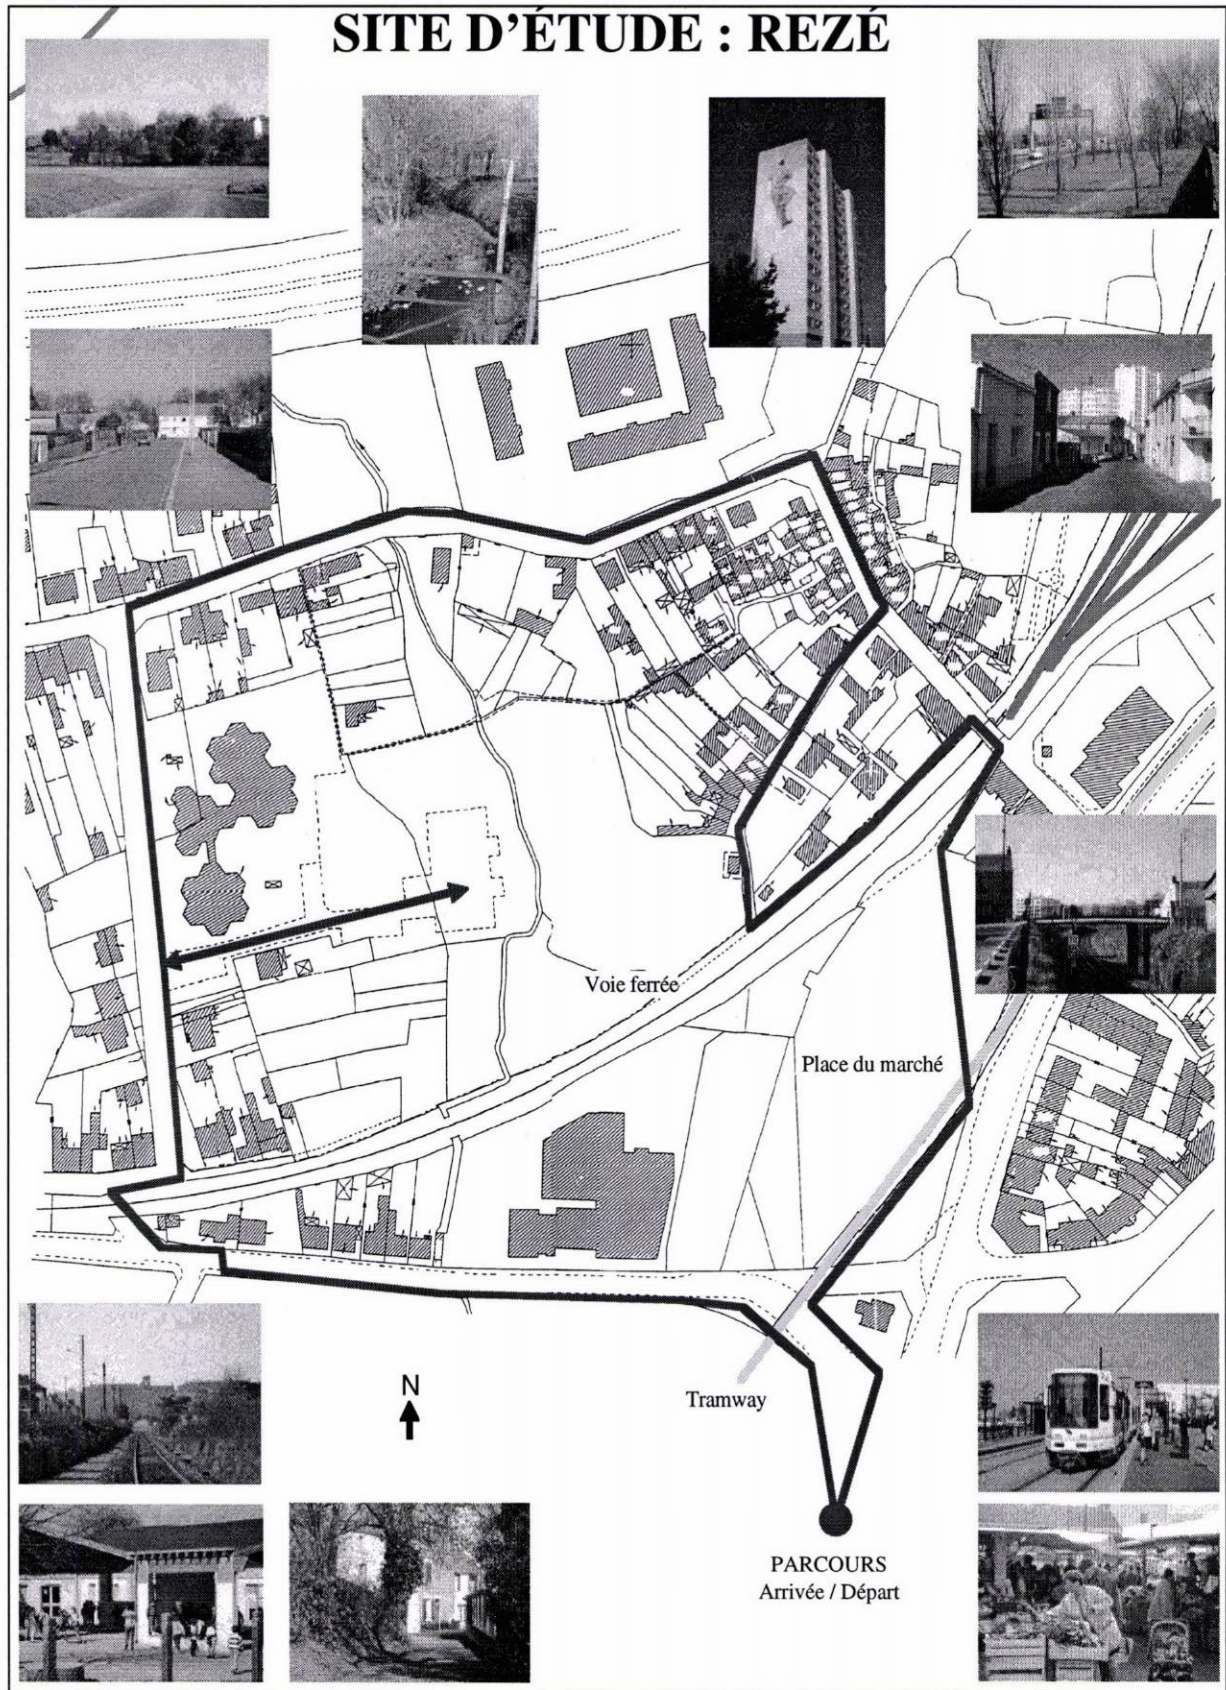 SITE D'ÉTUDE : REZÉ
Voie ferrée
Place du marché
Tramway
N
PARCOURS
Arrivée / Départ